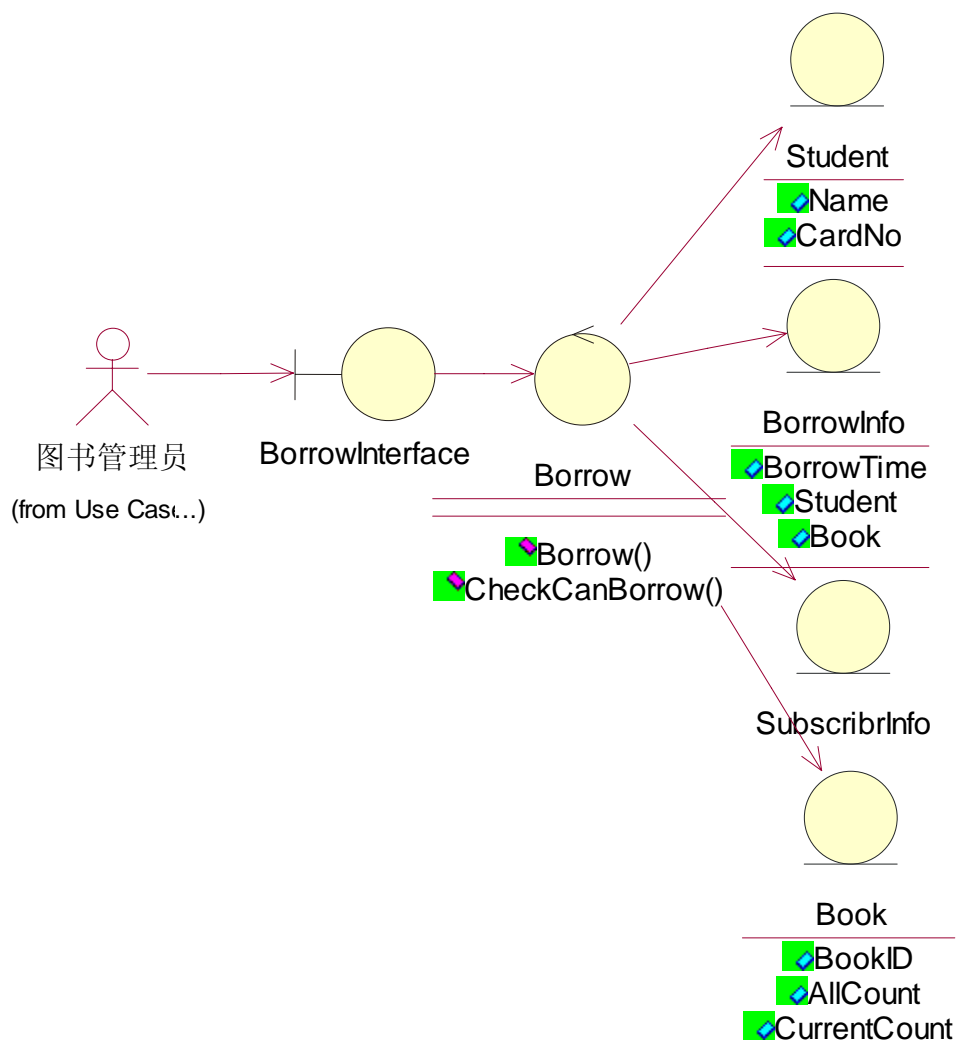 Student
Name
CardNo
图书管理员
(from Use Case...)
BorrowInterface
Borrow
Borrow()
CheckCanBorrow()
BorrowInfo
BorrowTime
Student
Book
SubscribrInfo
Book
BookID
AllCount
CurrentCount